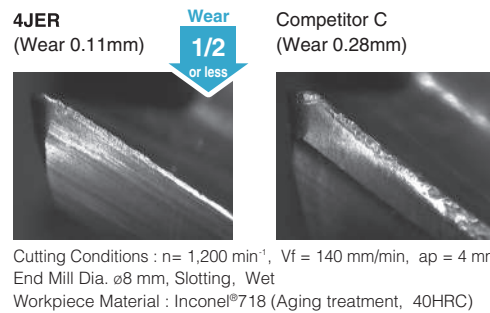 4JER
(Wear 0.11mm)
Wear
1/2
or less
Competitor C
(Wear 0.28mm)
Cutting Conditions : n= 1,200 min⁻¹, Vf = 140 mm/min, ap = 4
End Mill Dia. ø8 mm, Slotting, Wet
Workpiece Material : Inconel®718 (Aging treatment, 40HRC)